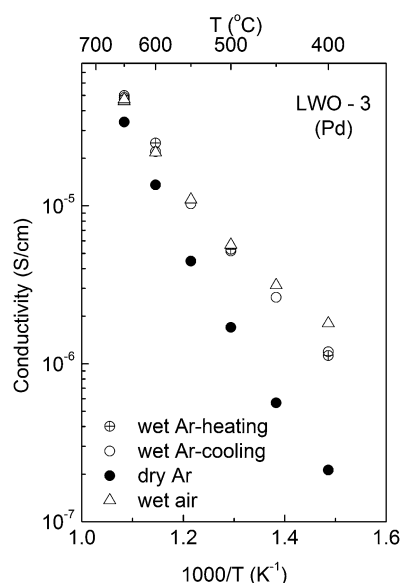 T (°C)
700 600 500 400
LWO - 3
(Pd)
10⁻⁵
Conductivity (S/cm)
10⁻⁶
wet Ar-heating
wet Ar-cooling
dry Ar
wet air
10⁻⁷
1.0 1.2 1.4 1.6
1000/T (K⁻¹)